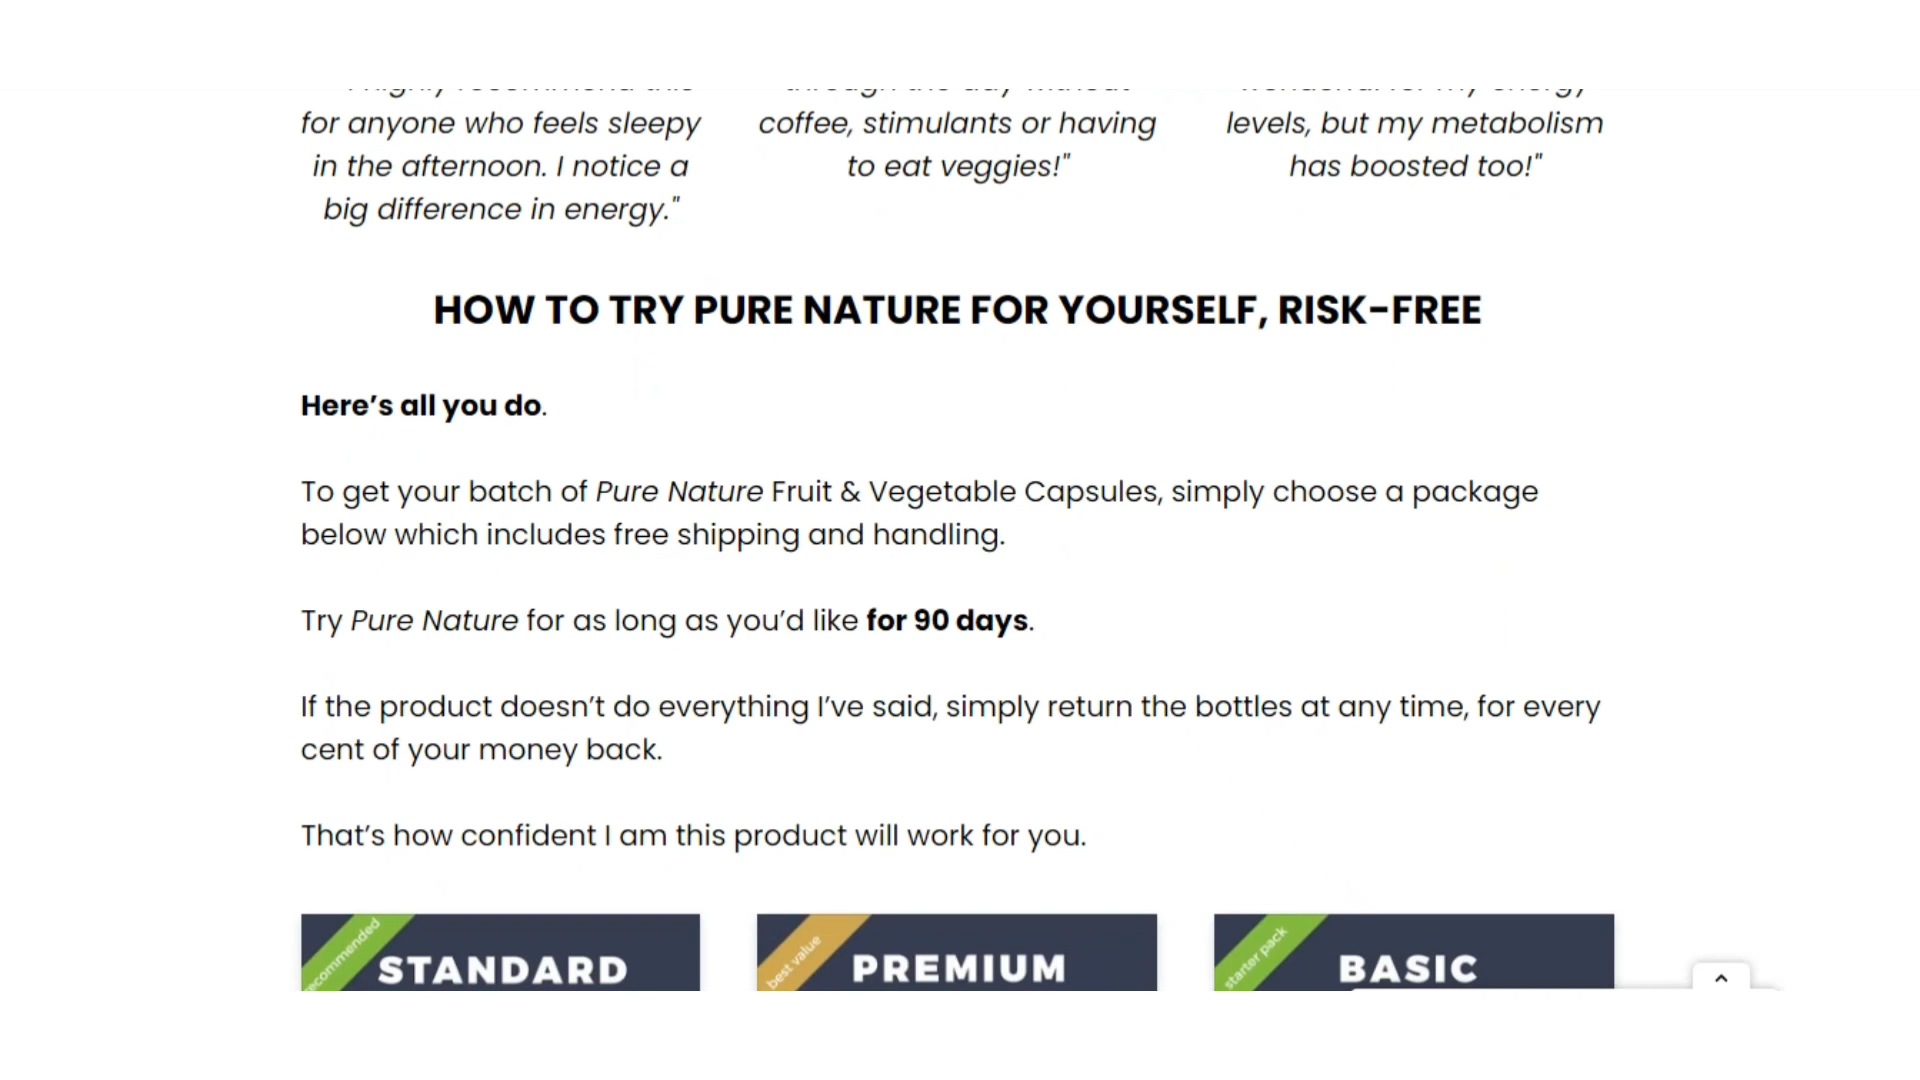 for anyone who feels sleepy
in the afternoon. I notice a
big difference in energy."
coffee, stimulants or having
to eat veggies!"
levels, but my metabolism
has boosted too!"
HOW TO TRY PURE NATURE FOR YOURSELF, RISK-FREE
Here's all you do.
To get your batch of Pure Nature Fruit & Vegetable Capsules, simply choose a package
below which includes free shipping and handling.
Try Pure Nature for as long as you'd like for 90 days.
If the product doesn't do everything I've said, simply return the bottles at any time, for every
cent of your money back.
That's how confident I am this product will work for you.
STANDARD
best value
PREMIUM
starter pack
BASIC